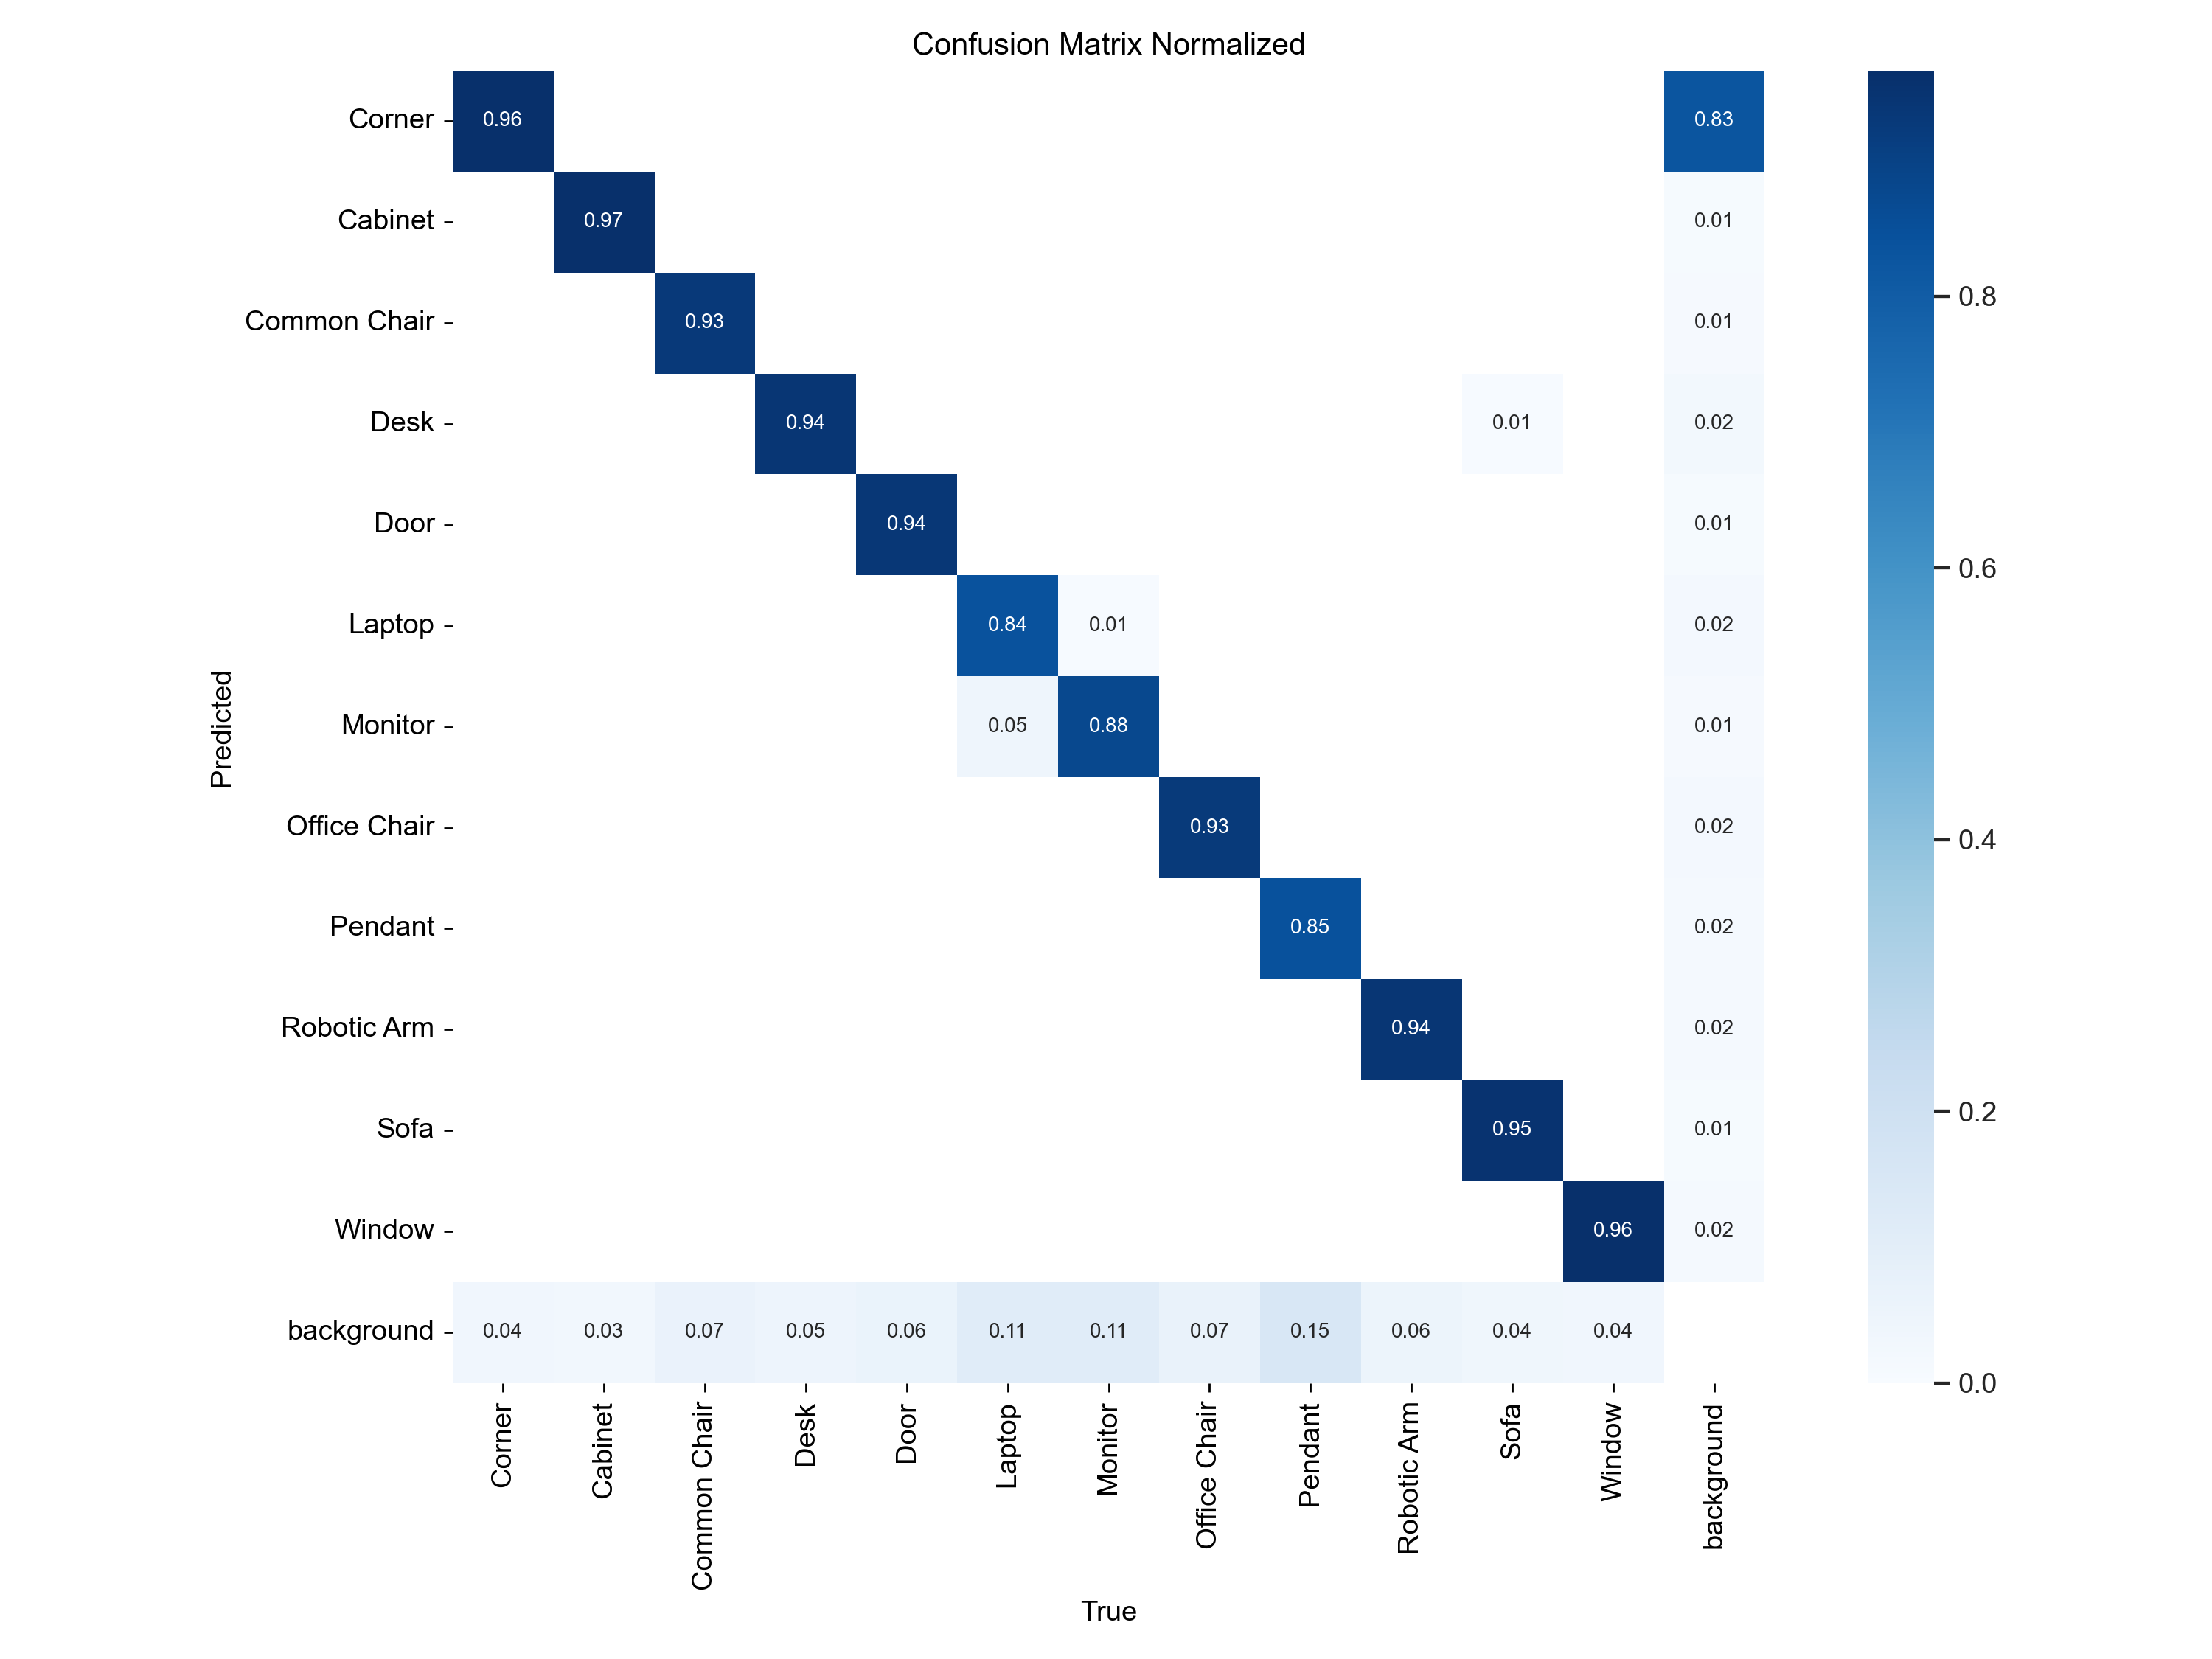 Confusion Matrix Normalized
Corner
0.96
0.83
Cabinet
0.97
0.01
Common Chair
0.93
0.01
0.8
Desk
0.94
0.01
0.02
Door
0.94
0.01
0.6
Laptop
0.84
0.01
0.02
Predicted
Monitor
0.05
0.88
0.01
Office Chair
0.93
0.02
0.4
Pendant
0.85
0.02
Robotic Arm
0.94
0.02
0.2
Sofa
0.95
0.01
Window
0.96
0.02
background
0.04
0.03
0.07
0.05
0.06
0.11
0.11
0.07
0.15
0.06
0.04
0.04
0.0
Corner
Cabinet
Common Chair
Desk
Door
Laptop
Monitor
Office Chair
Pendant
Robotic Arm
Sofa
Window
background
True